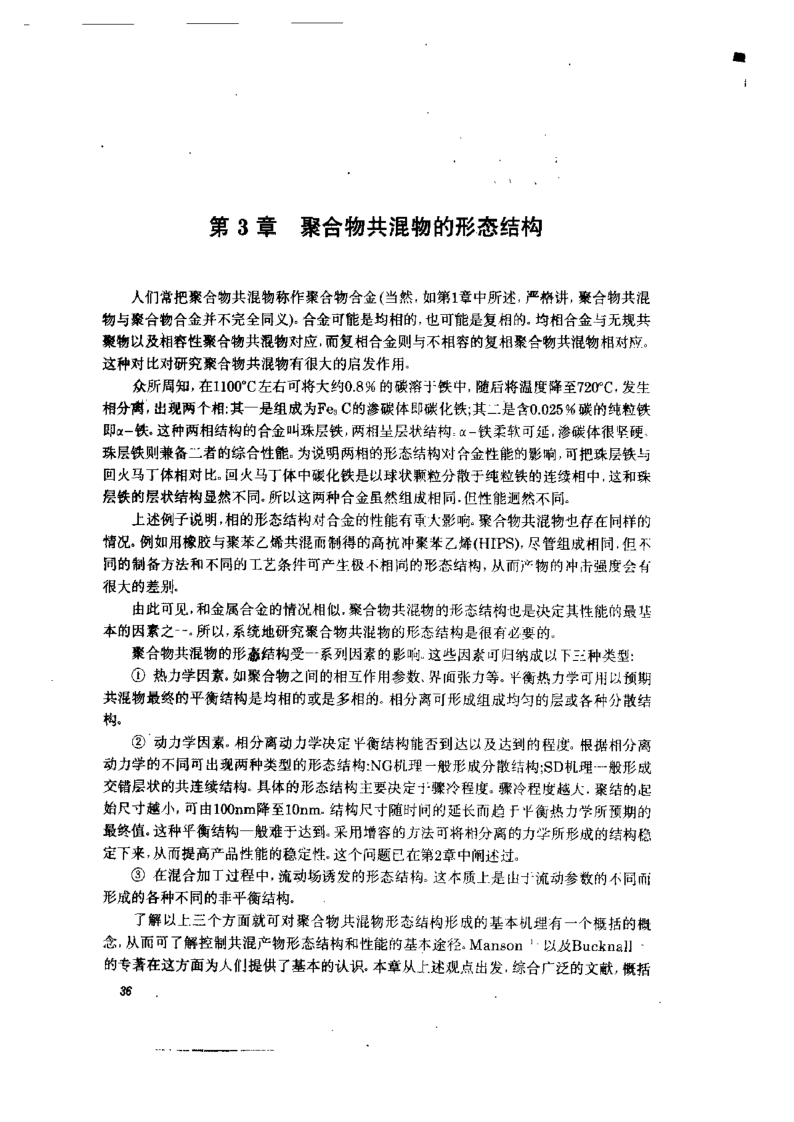 第 3 章　聚合物共混物的形态结构
人们常把聚合物共混物称作聚合物合金(当然,如第1章中所述,严格讲,聚合物共混
物与聚合物合金并不完全同义)。合金可能是均相的,也可能是复相的。均相合金与无规共
聚物以及相容性聚合物共混物对应,而复相合金则与不相容的复相聚合物共混物相对应。
这种对比对研究聚合物共混物有很大的启发作用。
众所周知,在1100°C左右可将大约0.8%的碳溶于铁中,随后将温度降至720°C,发生
相分离,出现两个相:其一是组成为Fe₃C的渗碳体即碳化铁;其二是含0.025%碳的纯粒铁
即α-铁。这种两相结构的合金叫珠层铁,两相呈层状结构。α-铁柔软可延,渗碳体很坚硬、
珠层铁则兼备二者的综合性能。为说明两相的形态结构对合金性能的影响,可把珠层铁与
回火马丁体相对比。回火马丁体中碳化铁是以球状颗粒分散于纯粒铁的连续相中,这和珠
层铁的层状结构显然不同。所以这两种合金虽然组成相同,但性能迥然不同。
上述例子说明,相的形态结构对合金的性能有重大影响。聚合物共混物也存在同样的
情况。例如用橡胶与聚苯乙烯共混而制得的高抗冲聚苯乙烯(HIPS),尽管组成相同,但不
同的制备方法和不同的工艺条件可产生极不相同的形态结构,从而产物的冲击强度会有
很大的差别。
由此可见,和金属合金的情况相似,聚合物共混物的形态结构也是决定其性能的最基
本的因素之一。所以,系统地研究聚合物共混物的形态结构是很有必要的。
聚合物共混物的形态结构受一系列因素的影响。这些因素可归纳成以下三种类型:
① 热力学因素。如聚合物之间的相互作用参数、界面张力等。平衡热力学可用以预期
共混物最终的平衡结构是均相的或是多相的。相分离可形成组成均匀的层或各种分散结
构。
② 动力学因素。相分离动力学决定平衡结构能否到达以及达到的程度。根据相分离
动力学的不同可出现两种类型的形态结构:NG机理一般形成分散结构;SD机理一般形成
交错层状的共连续结构。具体的形态结构主要决定于骤冷程度。骤冷程度越大,聚结的起
始尺寸越小,可由100nm降至10nm。结构尺寸随时间的延长而趋于平衡热力学所预期的
最终值。这种平衡结构一般难于达到。采用增容的方法可将相分离的力学所形成的结构稳
定下来,从而提高产品性能的稳定性。这个问题已在第2章中阐述过。
③ 在混合加工过程中,流动场诱发的形态结构。这本质上是由于流动参数的不同而
形成的各种不同的非平衡结构。
了解以上三个方面就可对聚合物共混物形态结构形成的基本机理有一个概括的概
念,从而可了解控制共混产物形态结构和性能的基本途径。Manson 以及Bucknall
的专著在这方面为人们提供了基本的认识。本章从上述观点出发,综合广泛的文献,概括
36